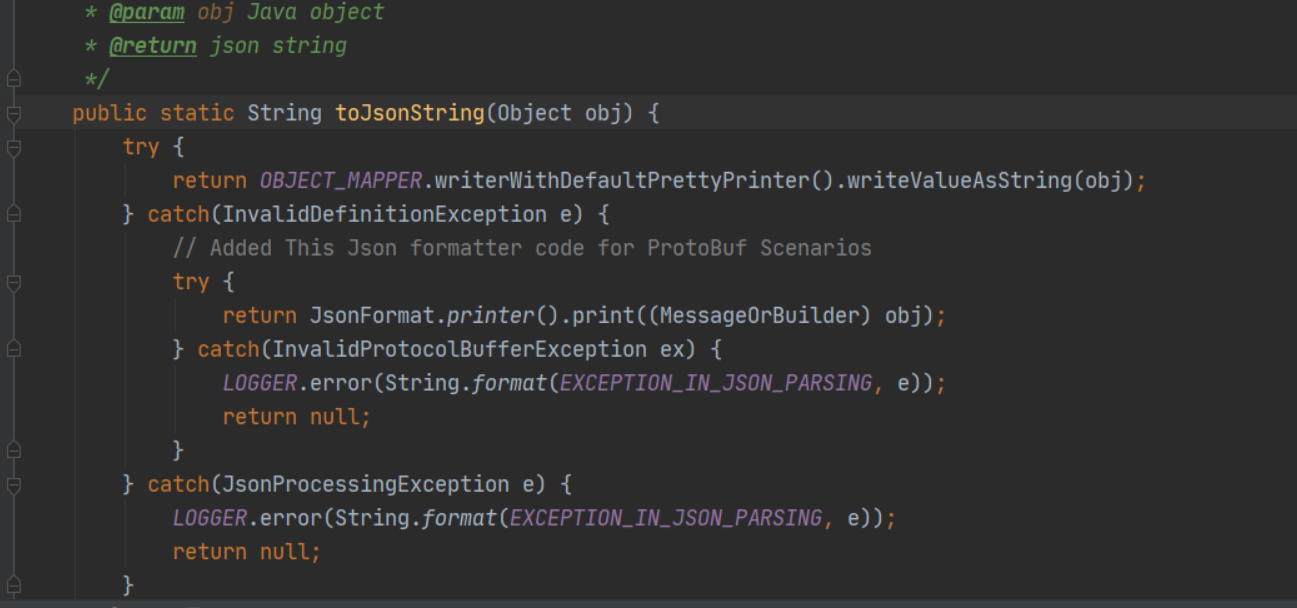 * @param obj Java object
* @return json string
*/
public static String toJsonString(Object obj) {
try {
return OBJECT_MAPPER.writerWithDefaultPrettyPrinter().writeValueAsString(obj);
} catch(InvalidDefinitionException e) {
// Added This Json formatter code for ProtoBuf Scenarios
try {
return JsonFormat.printer().print((MessageOrBuilder) obj);
} catch(InvalidProtocolBufferException ex) {
LOGGER.error(String.format(EXCEPTION_IN_JSON_PARSING, e));
return null;
}
} catch(JsonProcessingException e) {
LOGGER.error(String.format(EXCEPTION_IN_JSON_PARSING, e));
return null;
}